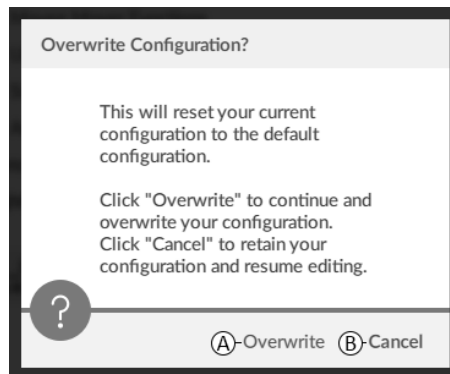 Overwrite Configuration?
This will reset your current
configuration to the default
configuration.
Click "Overwrite" to continue and
overwrite your configuration.
Click "Cancel" to retain your
configuration and resume editing.
?
Ⓐ-Overwrite Ⓑ-Cancel